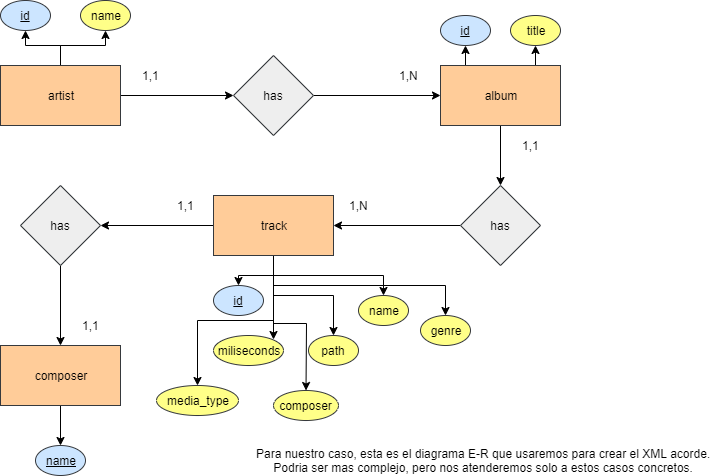 id
name
id
title
artist
1,1
has
1,N
album
1,1
has
1,1
track
1,N
has
id
name
genre
1,1
miliseconds
path
composer
media_type
composer
name
Para nuestro caso, esta es el diagrama E-R que usaremos para crear el XML acorde.
Podria ser mas complejo, pero nos atenderemos solo a estos casos concretos.